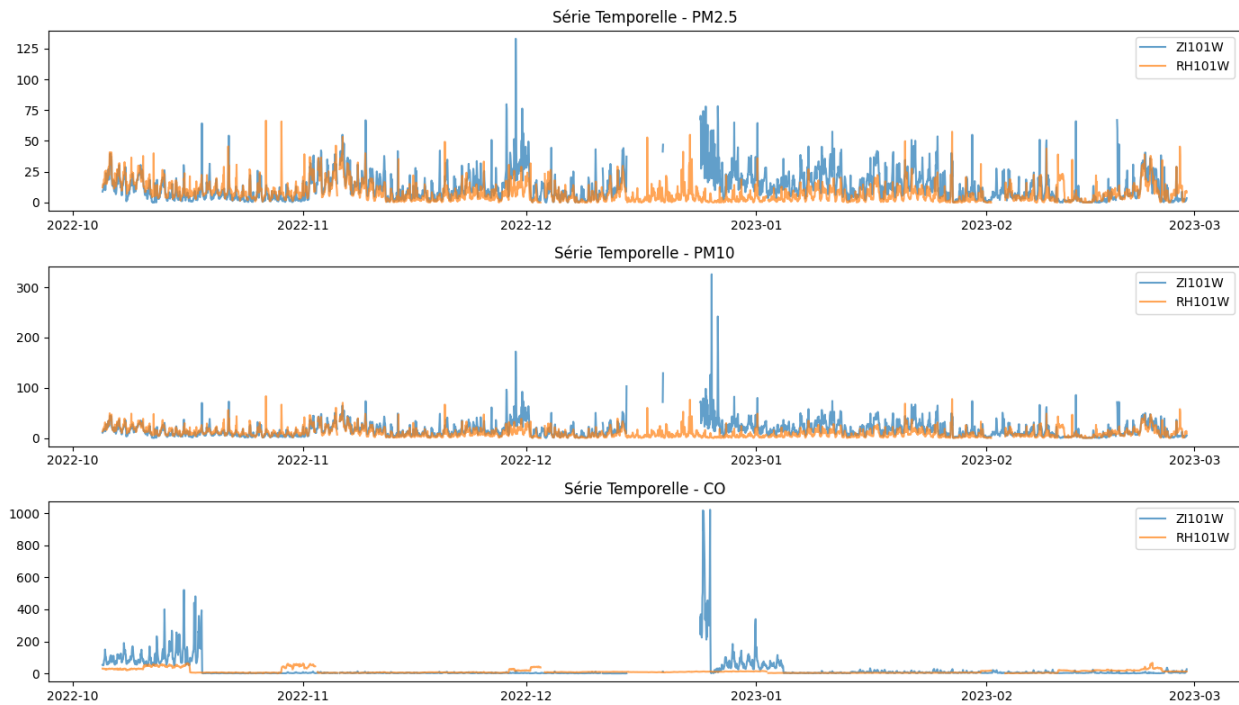 Série Temporelle - PM2.5
125
100
75
50
25
0
ZI101W
RH101W
2022-10 2022-11 2022-12 2023-01 2023-02 2023-03
Série Temporelle - PM10
300
200
100
0
ZI101W
RH101W
2022-10 2022-11 2022-12 2023-01 2023-02 2023-03
Série Temporelle - CO
1000
800
600
400
200
0
ZI101W
RH101W
2022-10 2022-11 2022-12 2023-01 2023-02 2023-03